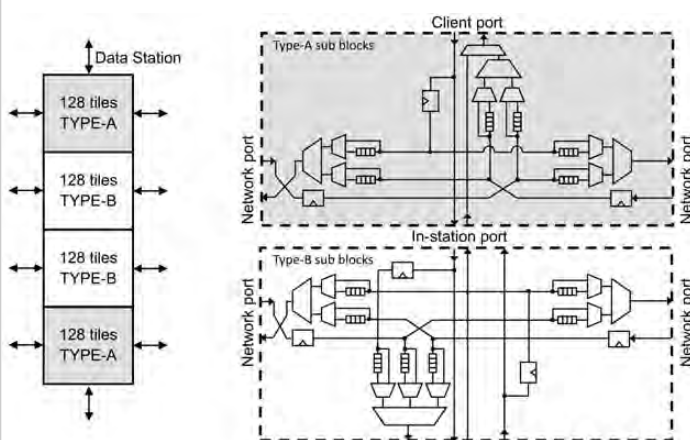 Data Station
128 tiles
TYPE-A
128 tiles
TYPE-B
128 tiles
TYPE-B
128 tiles
TYPE-A
Client port
Type-A sub blocks
Network port
Network port
In-station port
Type-B sub blocks
Network port
Network port